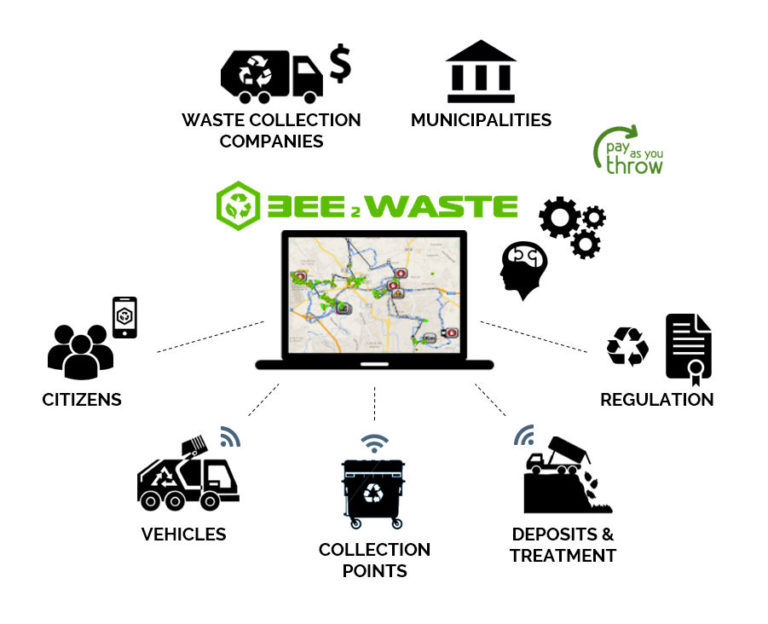 $
WASTE COLLECTION
COMPANIES
MUNICIPALITIES
pay as you
throw
BEE2WASTE
CITIZENS
REGULATION
VEHICLES
COLLECTION
POINTS
DEPOSITS &
TREATMENT